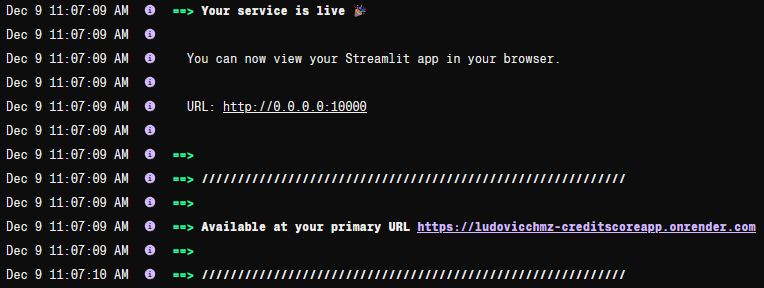 Dec 9 11:07:09 AM ==> Your service is live 🎉
Dec 9 11:07:09 AM
Dec 9 11:07:09 AM You can now view your Streamlit app in your browser.
Dec 9 11:07:09 AM
Dec 9 11:07:09 AM URL: http://0.0.0.0:10000
Dec 9 11:07:09 AM
Dec 9 11:07:09 AM ==>
Dec 9 11:07:09 AM ==> ///////////////////////////////////////////////////////////
Dec 9 11:07:09 AM ==>
Dec 9 11:07:09 AM ==> Available at your primary URL https://ludovicchmz-creditscoreapp.onrender.com
Dec 9 11:07:09 AM ==>
Dec 9 11:07:10 AM ==> ///////////////////////////////////////////////////////////